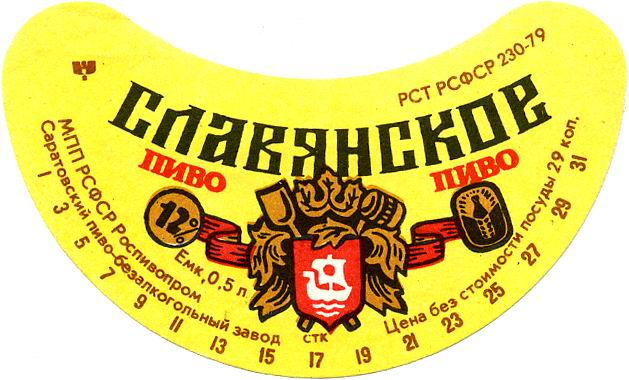 РСТ РСФСР 230-79
СЛАВЯНСКОЕ
ПИВО
ПИВО
12%
Емк. 0,5 л
МПП РСФСР Роспивопром
Саратовский пиво-безалкогольный завод
СТК
Цена без стоимости посуды 29 коп.
1 3 5 7 9 11 13 15 17 19 21 23 25 27 29 31